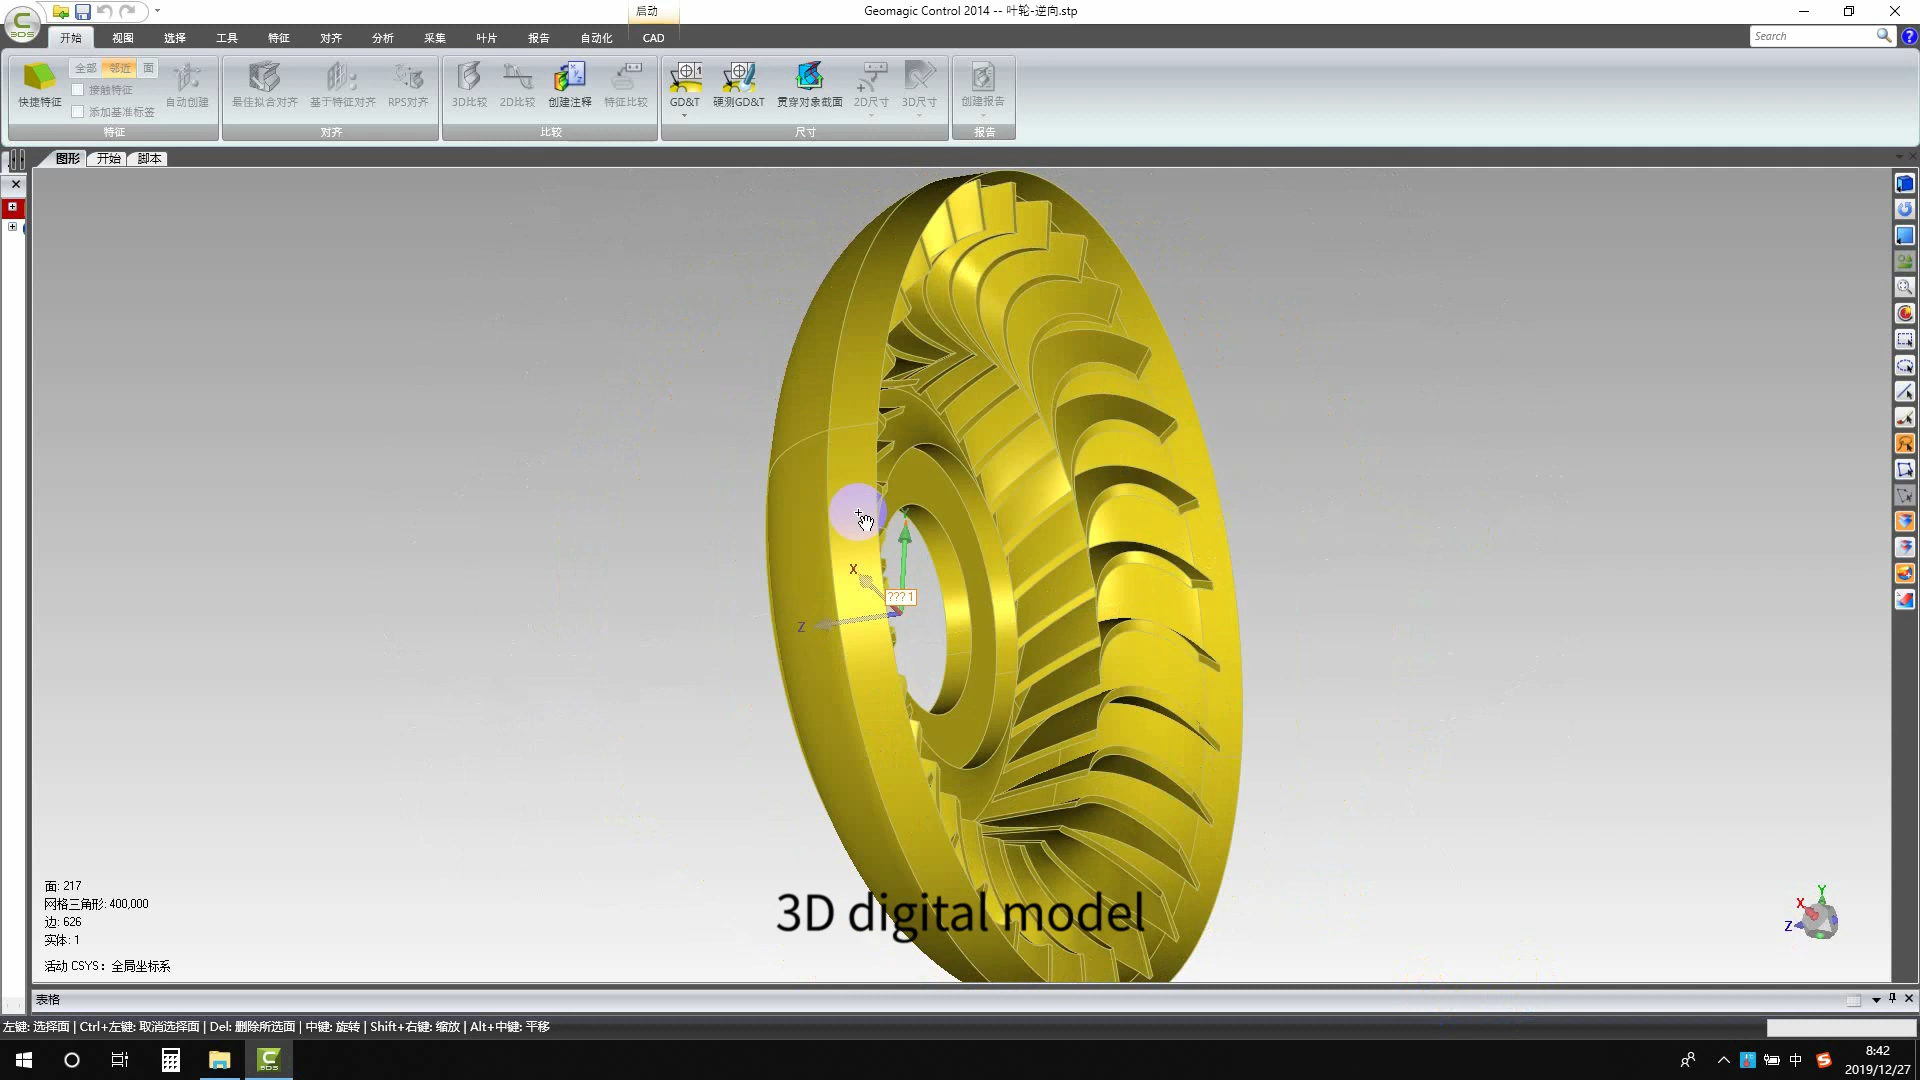 启动
Geomagic Control 2014 -- 叶轮-逆向.stp
开始 视图 选择 工具 特征 对齐 分析 采集 叶片 报告 自动化 CAD
Search
全部 邻近 面
接触特征
添加基准标签
快捷特征 自动创建
最佳拟合对齐 基于特征对齐 RPS对齐
3D比较 2D比较 创建注释 特征比较
GD&T 硬测GD&T 贯穿对象截面 2D尺寸 3D尺寸
创建报告
特征 对齐 比较 尺寸 报告
图形 开始 脚本
Y
X
??? 1
Z
面: 217
网格三角形: 400,000
边: 626
实体: 1
活动 CSYS: 全局坐标系
3D digital model
Y
X
Z
表格
左键: 选择面 | Ctrl+左键: 取消选择面 | Del: 删除所选面 | 中键: 旋转 | Shift+右键: 缩放 | Alt+中键: 平移
中
8:42
2019/12/27